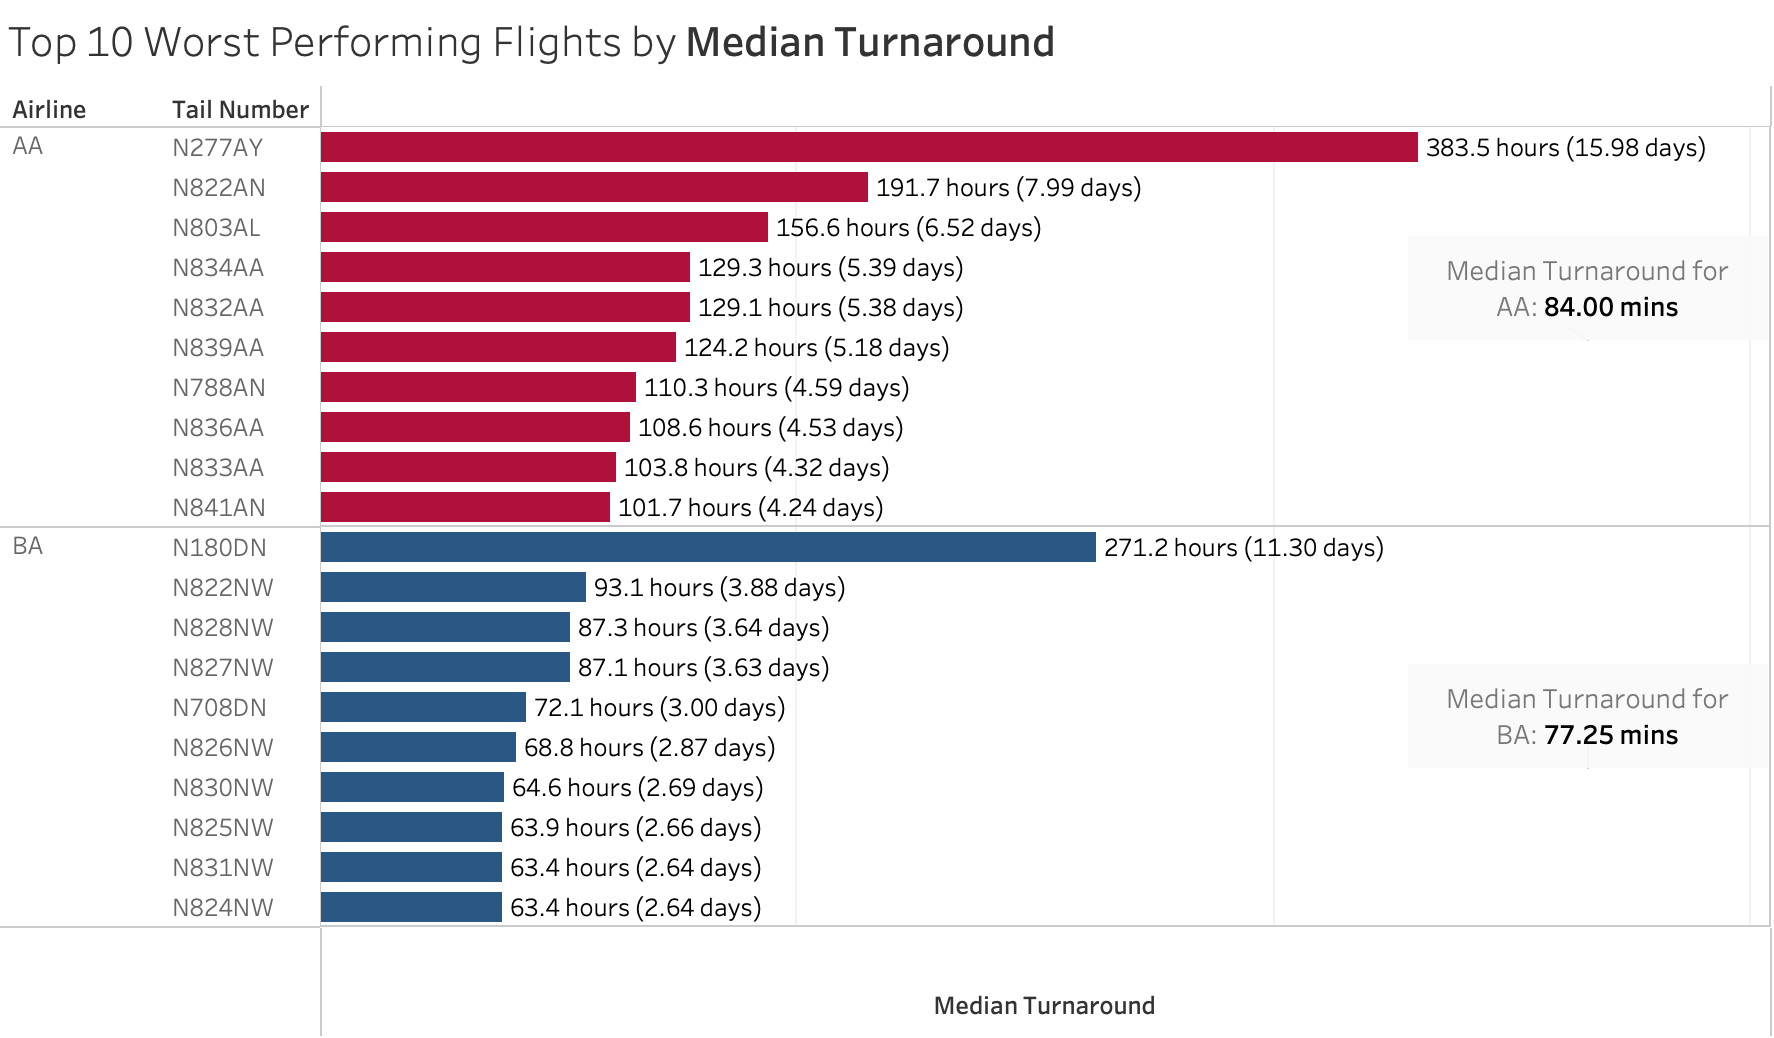 Top 10 Worst Performing Flights by Median Turnaround
Airline Tail Number
AA N277AY 383.5 hours (15.98 days)
N822AN 191.7 hours (7.99 days)
N803AL 156.6 hours (6.52 days)
N834AA 129.3 hours (5.39 days)
Median Turnaround for
AA: 84.00 mins
N832AA 129.1 hours (5.38 days)
N839AA 124.2 hours (5.18 days)
N788AN 110.3 hours (4.59 days)
N836AA 108.6 hours (4.53 days)
N833AA 103.8 hours (4.32 days)
N841AN 101.7 hours (4.24 days)
BA N180DN 271.2 hours (11.30 days)
N822NW 93.1 hours (3.88 days)
N828NW 87.3 hours (3.64 days)
N827NW 87.1 hours (3.63 days)
Median Turnaround for
BA: 77.25 mins
N708DN 72.1 hours (3.00 days)
N826NW 68.8 hours (2.87 days)
N830NW 64.6 hours (2.69 days)
N825NW 63.9 hours (2.66 days)
N831NW 63.4 hours (2.64 days)
N824NW 63.4 hours (2.64 days)
Median Turnaround